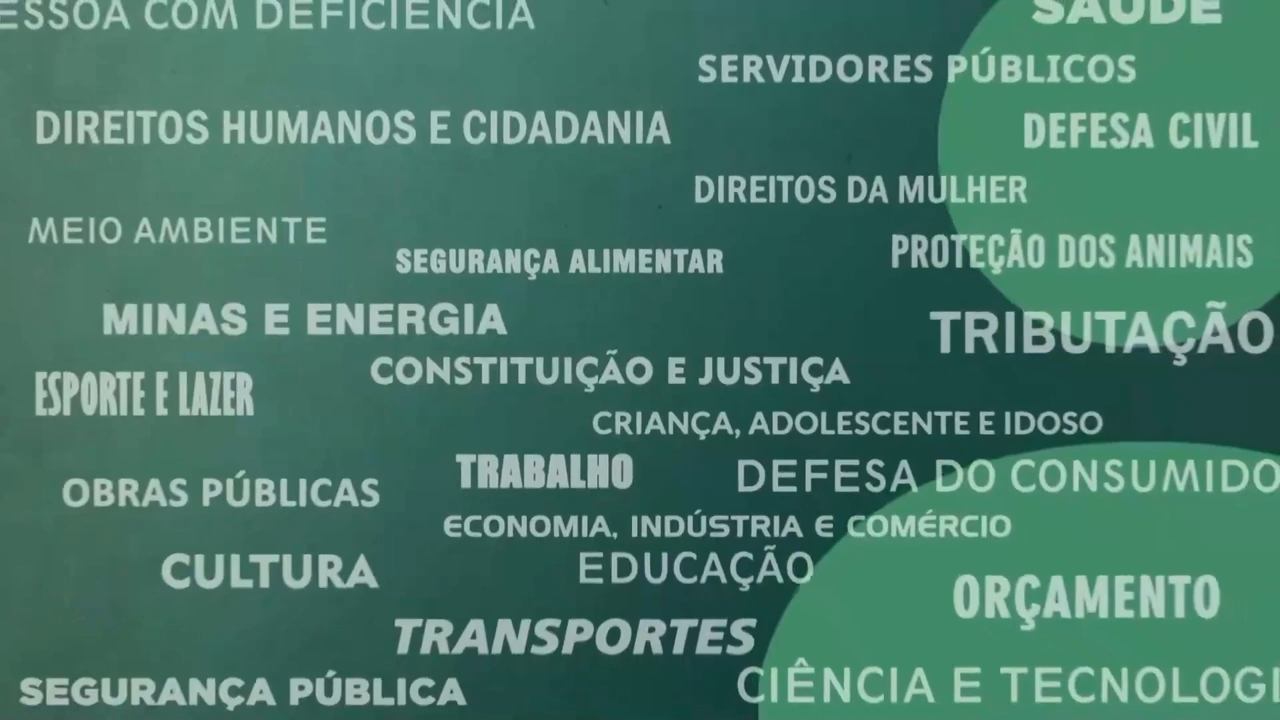 ESSOA COM DEFICIÊNCIA
SAÚDE
SERVIDORES PÚBLICOS
DIREITOS HUMANOS E CIDADANIA
DEFESA CIVIL
DIREITOS DA MULHER
MEIO AMBIENTE
SEGURANÇA ALIMENTAR
PROTEÇÃO DOS ANIMAIS
MINAS E ENERGIA
TRIBUTAÇÃO
CONSTITUIÇÃO E JUSTIÇA
ESPORTE E LAZER
CRIANÇA, ADOLESCENTE E IDOSO
TRABALHO
DEFESA DO CONSUMIDO
OBRAS PÚBLICAS
ECONOMIA, INDÚSTRIA E COMÉRCIO
CULTURA
EDUCAÇÃO
ORÇAMENTO
TRANSPORTES
SEGURANÇA PÚBLICA
CIÊNCIA E TECNOLOGI